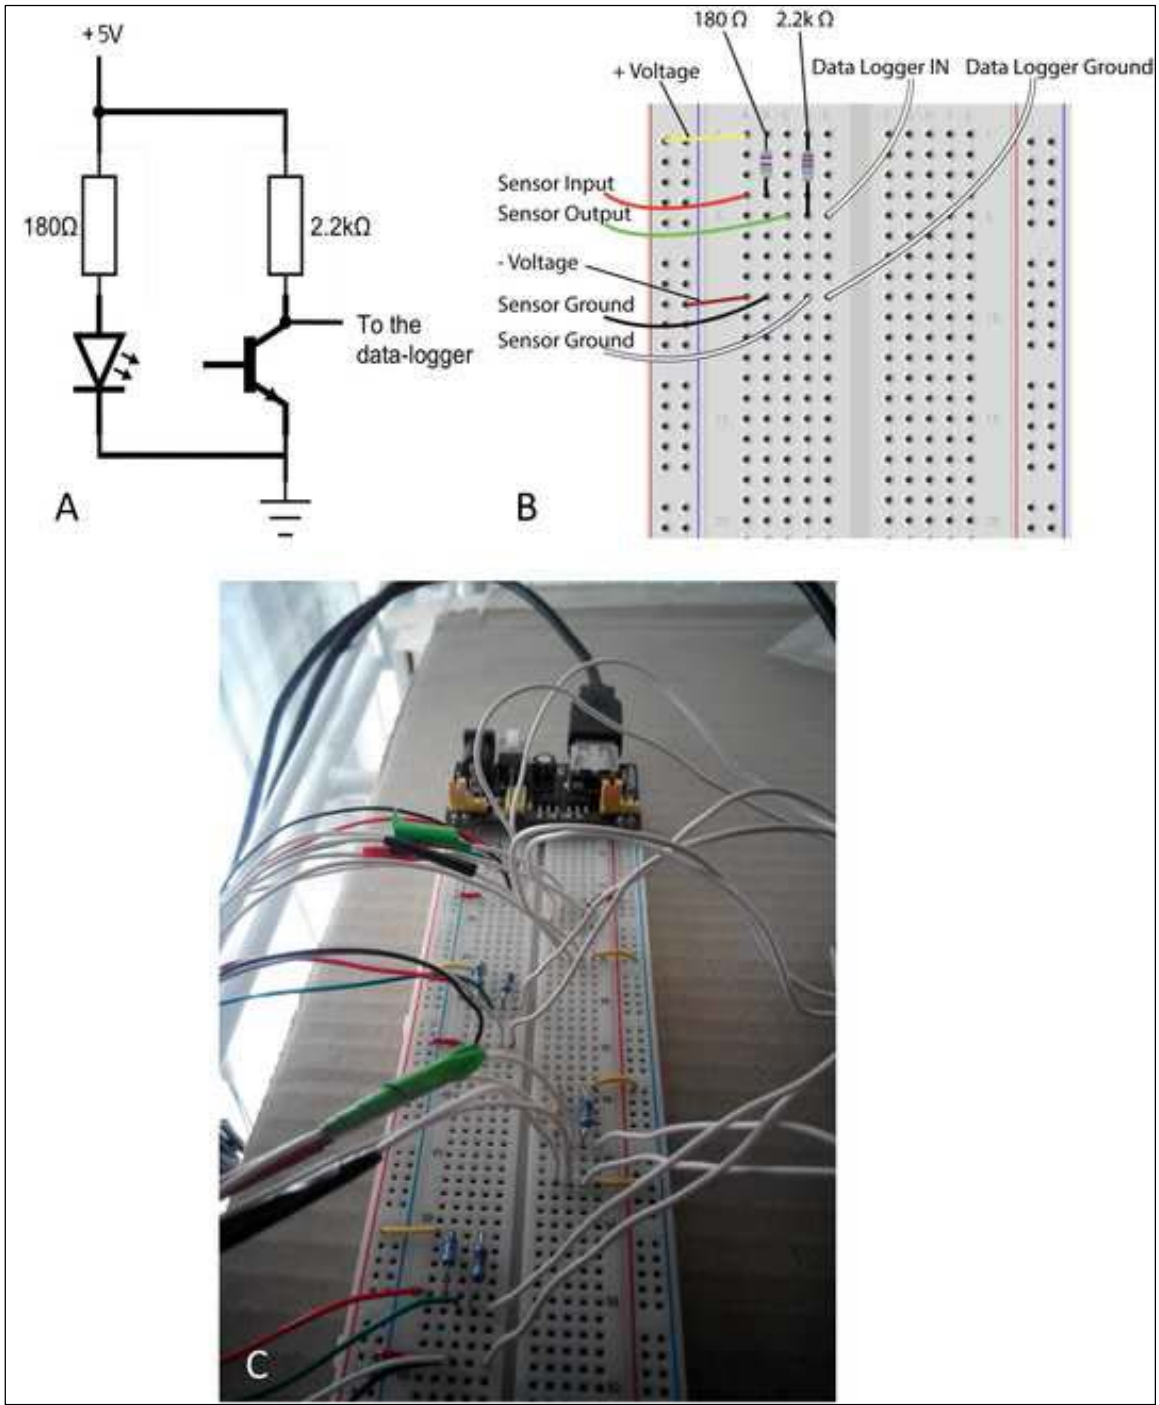 +5V
180Ω
2.2kΩ
To the
data-logger
A
180 Ω
2.2k Ω
+ Voltage
Data Logger IN
Data Logger Ground
Sensor Input
Sensor Output
- Voltage
Sensor Ground
Sensor Ground
B
C